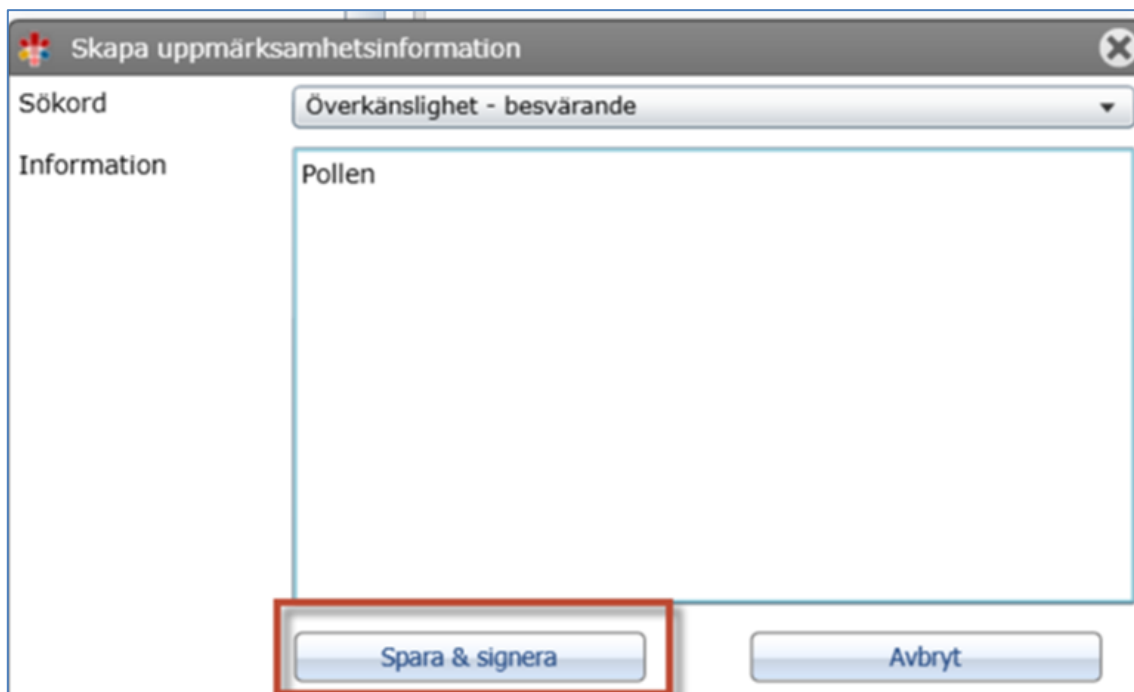 Skapa uppmärksamhetsinformation
Sökord
Överkänslighet - besvärande
Information
Pollen
Spara & signera
Avbryt